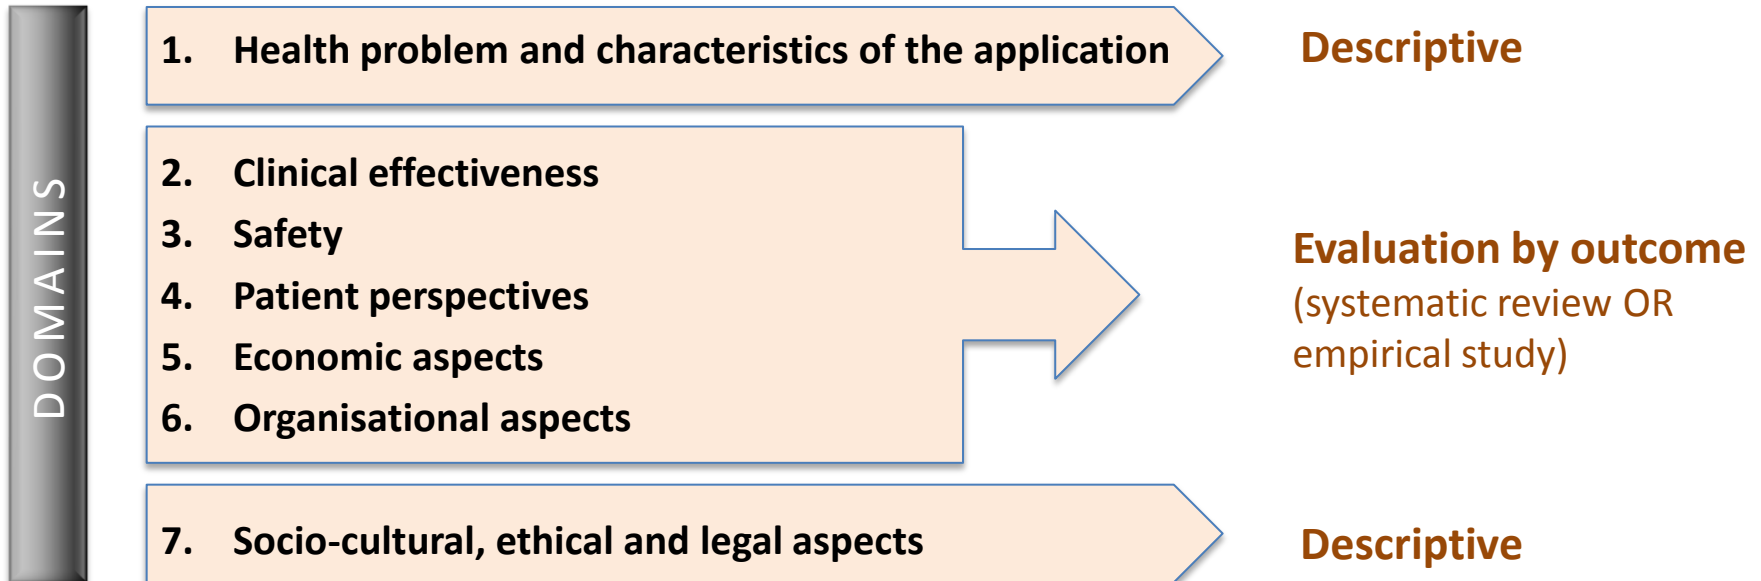 DOMAINS
1. Health problem and characteristics of the application
Descriptive
2. Clinical effectiveness
3. Safety
4. Patient perspectives
5. Economic aspects
6. Organisational aspects
Evaluation by outcome
(systematic review OR
empirical study)
7. Socio-cultural, ethical and legal aspects
Descriptive